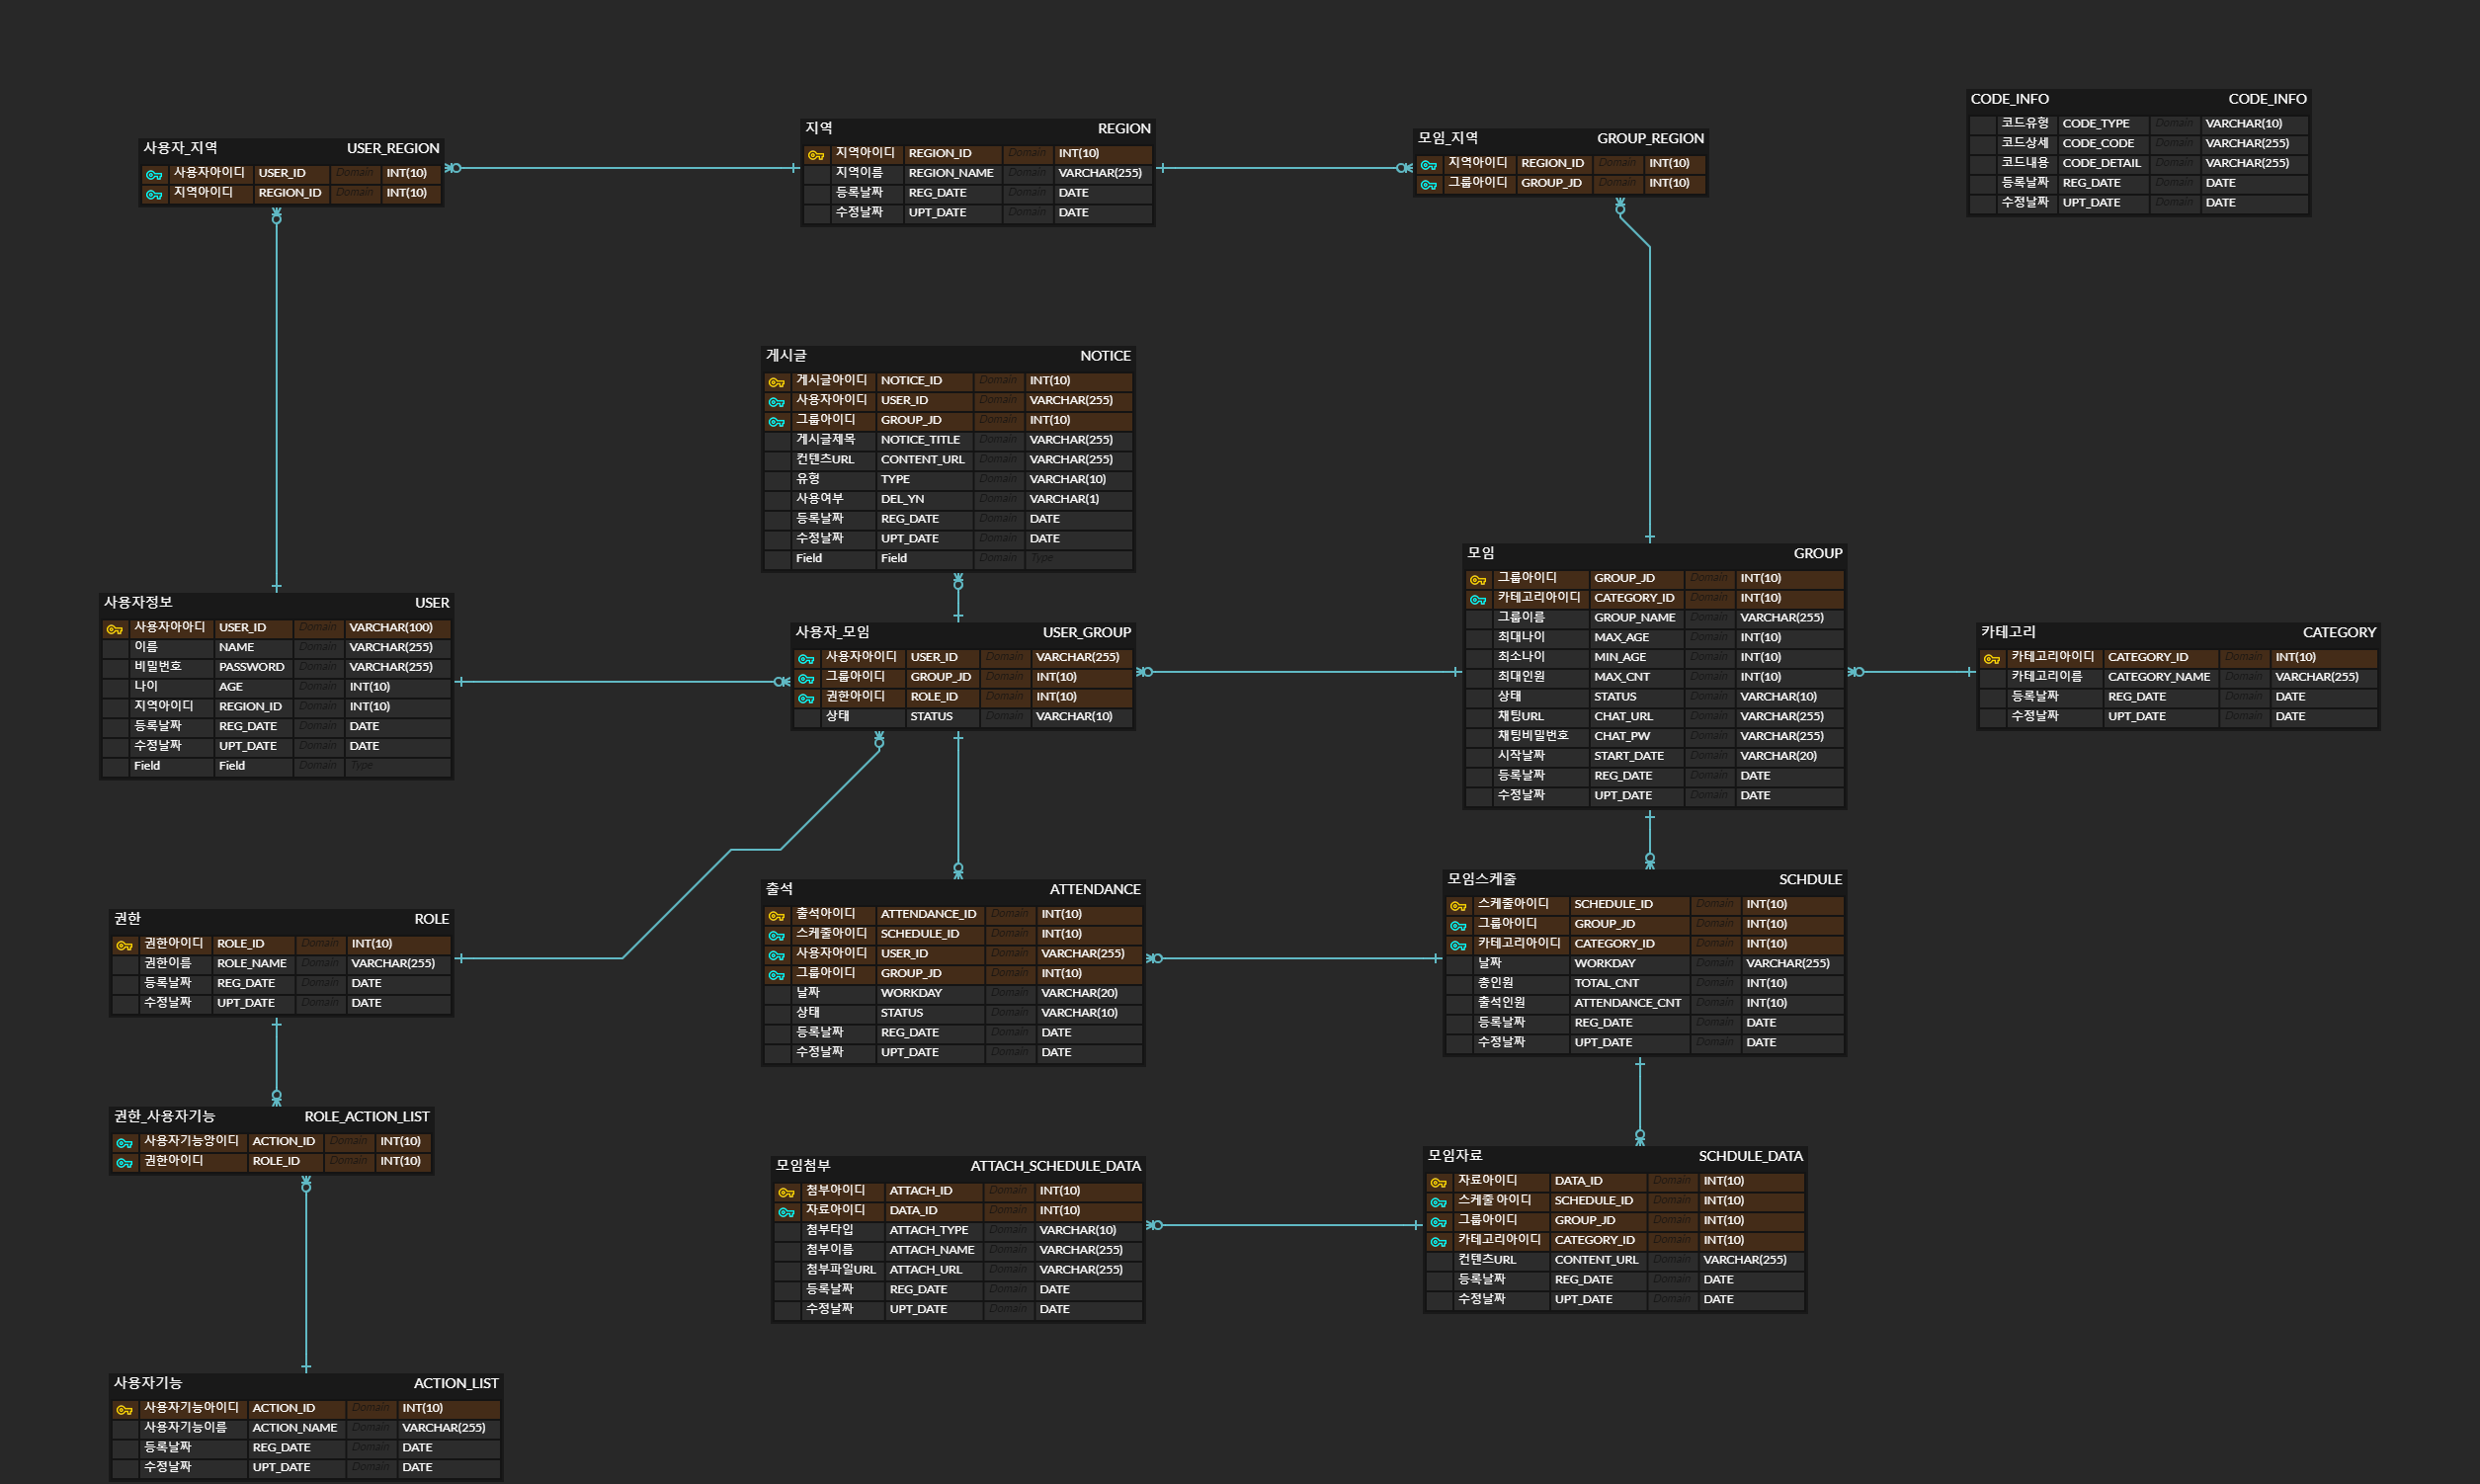 사용자_지역 USER_REGION
사용자아이디 USER_ID Domain INT(10)
지역아이디 REGION_ID Domain INT(10)
지역 REGION
지역아이디 REGION_ID Domain INT(10)
지역이름 REGION_NAME Domain VARCHAR(255)
등록날짜 REG_DATE Domain DATE
수정날짜 UPT_DATE Domain DATE
모임_지역 GROUP_REGION
지역아이디 REGION_ID Domain INT(10)
그룹아이디 GROUP_JD Domain INT(10)
CODE_INFO CODE_INFO
코드유형 CODE_TYPE Domain VARCHAR(10)
코드상세 CODE_CODE Domain VARCHAR(255)
코드내용 CODE_DETAIL Domain VARCHAR(255)
등록날짜 REG_DATE Domain DATE
수정날짜 UPT_DATE Domain DATE
게시글 NOTICE
게시글아이디 NOTICE_ID Domain INT(10)
사용자아이디 USER_ID Domain VARCHAR(255)
그룹아이디 GROUP_JD Domain INT(10)
게시글제목 NOTICE_TITLE Domain VARCHAR(255)
컨텐츠URL CONTENT_URL Domain VARCHAR(255)
유형 TYPE Domain VARCHAR(10)
사용여부 DEL_YN Domain VARCHAR(1)
등록날짜 REG_DATE Domain DATE
수정날짜 UPT_DATE Domain DATE
Field Field Domain Type
사용자정보 USER
사용자아아디 USER_ID Domain VARCHAR(100)
이름 NAME Domain VARCHAR(255)
비밀번호 PASSWORD Domain VARCHAR(255)
나이 AGE Domain INT(10)
지역아이디 REGION_ID Domain INT(10)
등록날짜 REG_DATE Domain DATE
수정날짜 UPT_DATE Domain DATE
Field Field Domain Type
사용자_모임 USER_GROUP
사용자아이디 USER_ID Domain VARCHAR(255)
그룹아이디 GROUP_JD Domain INT(10)
권한아이디 ROLE_ID Domain INT(10)
상태 STATUS Domain VARCHAR(10)
모임 GROUP
그룹아이디 GROUP_JD Domain INT(10)
카테고리아이디 CATEGORY_ID Domain INT(10)
그룹이름 GROUP_NAME Domain VARCHAR(255)
최대나이 MAX_AGE Domain INT(10)
최소나이 MIN_AGE Domain INT(10)
최대인원 MAX_CNT Domain INT(10)
상태 STATUS Domain VARCHAR(10)
채팅URL CHAT_URL Domain VARCHAR(255)
채팅비밀번호 CHAT_PW Domain VARCHAR(255)
시작날짜 START_DATE Domain VARCHAR(20)
등록날짜 REG_DATE Domain DATE
수정날짜 UPT_DATE Domain DATE
카테고리 CATEGORY
카테고리아이디 CATEGORY_ID Domain INT(10)
카테고리이름 CATEGORY_NAME Domain VARCHAR(255)
등록날짜 REG_DATE Domain DATE
수정날짜 UPT_DATE Domain DATE
권한 ROLE
권한아이디 ROLE_ID Domain INT(10)
권한이름 ROLE_NAME Domain VARCHAR(255)
등록날짜 REG_DATE Domain DATE
수정날짜 UPT_DATE Domain DATE
출석 ATTENDANCE
출석아이디 ATTENDANCE_ID Domain INT(10)
스케줄아이디 SCHEDULE_ID Domain INT(10)
사용자아이디 USER_ID Domain VARCHAR(255)
그룹아이디 GROUP_JD Domain INT(10)
날짜 WORKDAY Domain VARCHAR(20)
상태 STATUS Domain VARCHAR(10)
등록날짜 REG_DATE Domain DATE
수정날짜 UPT_DATE Domain DATE
모임스케줄 SCHDULE
스케줄아이디 SCHEDULE_ID Domain INT(10)
그룹아이디 GROUP_JD Domain INT(10)
카테고리아이디 CATEGORY_ID Domain INT(10)
날짜 WORKDAY Domain VARCHAR(255)
총인원 TOTAL_CNT Domain INT(10)
출석인원 ATTENDANCE_CNT Domain INT(10)
등록날짜 REG_DATE Domain DATE
수정날짜 UPT_DATE Domain DATE
권한_사용자기능 ROLE_ACTION_LIST
사용자기능앙이디 ACTION_ID Domain INT(10)
권한아이디 ROLE_ID Domain INT(10)
모임첨부 ATTACH_SCHEDULE_DATA
첨부아이디 ATTACH_ID Domain INT(10)
자료아이디 DATA_ID Domain INT(10)
첨부타입 ATTACH_TYPE Domain VARCHAR(10)
첨부이름 ATTACH_NAME Domain VARCHAR(255)
첨부파일URL ATTACH_URL Domain VARCHAR(255)
등록날짜 REG_DATE Domain DATE
수정날짜 UPT_DATE Domain DATE
모임자료 SCHDULE_DATA
자료아이디 DATA_ID Domain INT(10)
스케줄 아이디 SCHEDULE_ID Domain INT(10)
그룹아이디 GROUP_JD Domain INT(10)
카테고리아이디 CATEGORY_ID Domain INT(10)
컨텐츠URL CONTENT_URL Domain VARCHAR(255)
등록날짜 REG_DATE Domain DATE
수정날짜 UPT_DATE Domain DATE
사용자기능 ACTION_LIST
사용자기능아이디 ACTION_ID Domain INT(10)
사용자기능이름 ACTION_NAME Domain VARCHAR(255)
등록날짜 REG_DATE Domain DATE
수정날짜 UPT_DATE Domain DATE